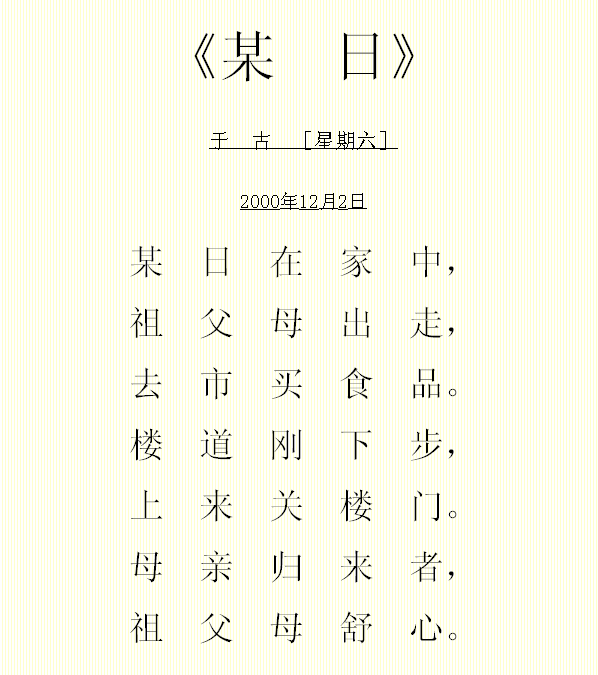 《某　日》
于　古　［星期六］
2000年12月2日
某日在家中，
祖父母出走，
去市买食品。
楼道刚下步，
上来关楼门。
母亲归来者，
祖父母舒心。